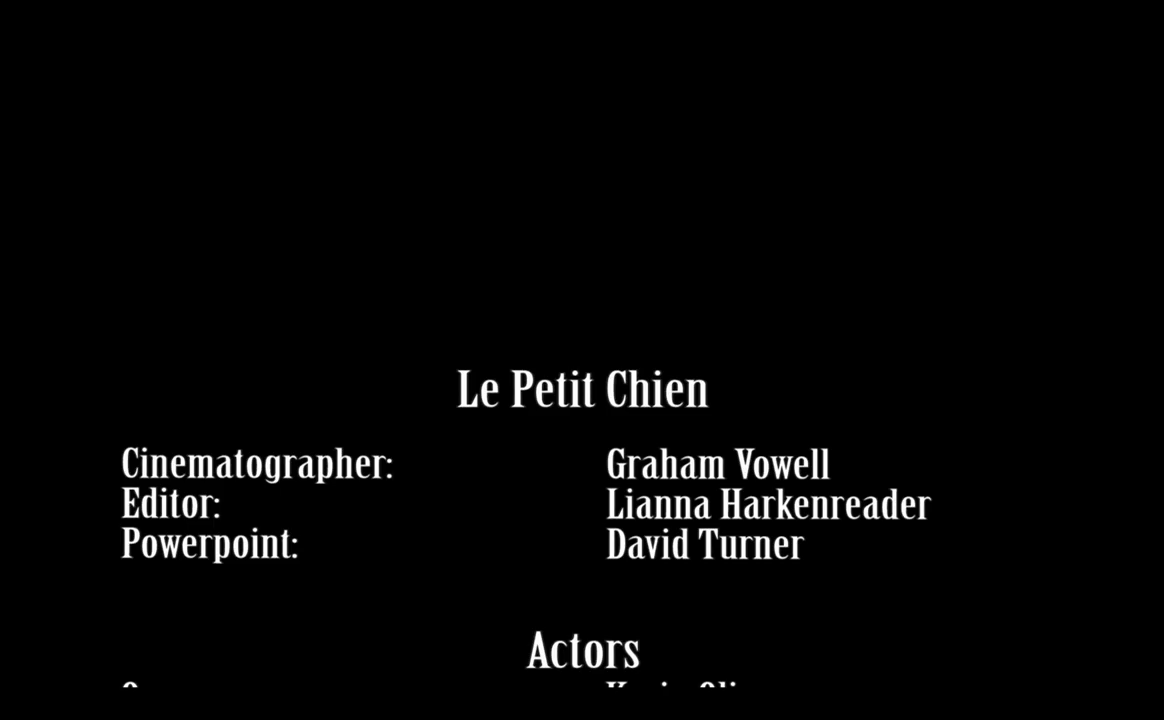 Le Petit Chien
Cinematographer: Graham Vowell
Editor: Lianna Harkenreader
Powerpoint: David Turner
Actors